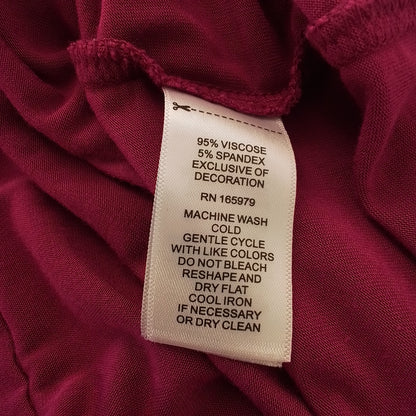 95% VISCOSE
5% SPANDEX
EXCLUSIVE OF
DECORATION
RN 165979
MACHINE WASH
COLD
GENTLE CYCLE
WITH LIKE COLORS
DO NOT BLEACH
RESHAPE AND
DRY FLAT
COOL IRON
IF NECESSARY
OR DRY CLEAN